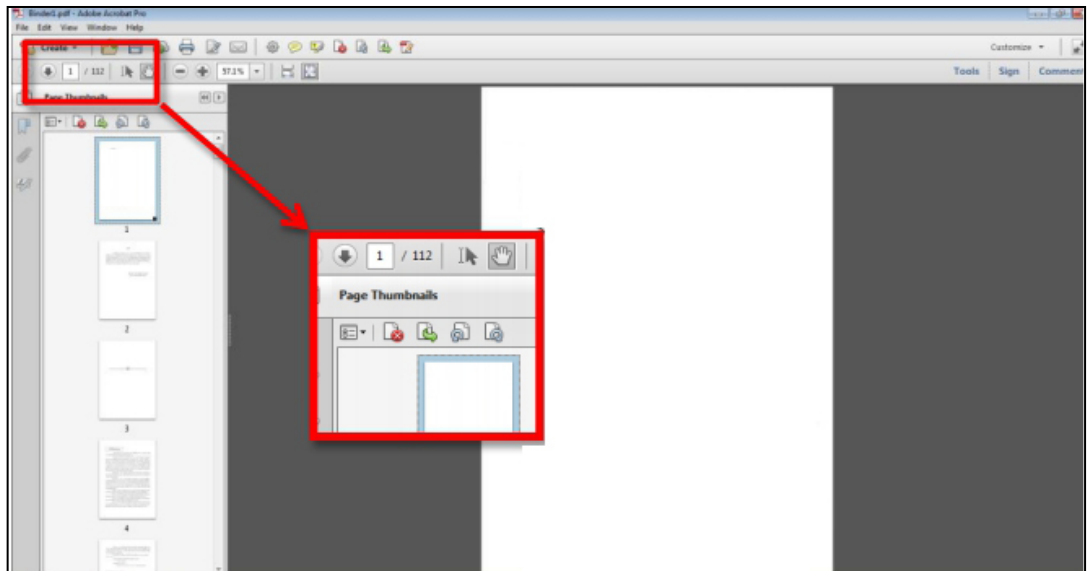 Binder1.pdf - Adobe Acrobat Pro
File Edit View Window Help
Create
Customize
1 / 112
57.1%
Tools Sign Comment
Page Thumbnails
1
2
3
4
1 / 112
Page Thumbnails